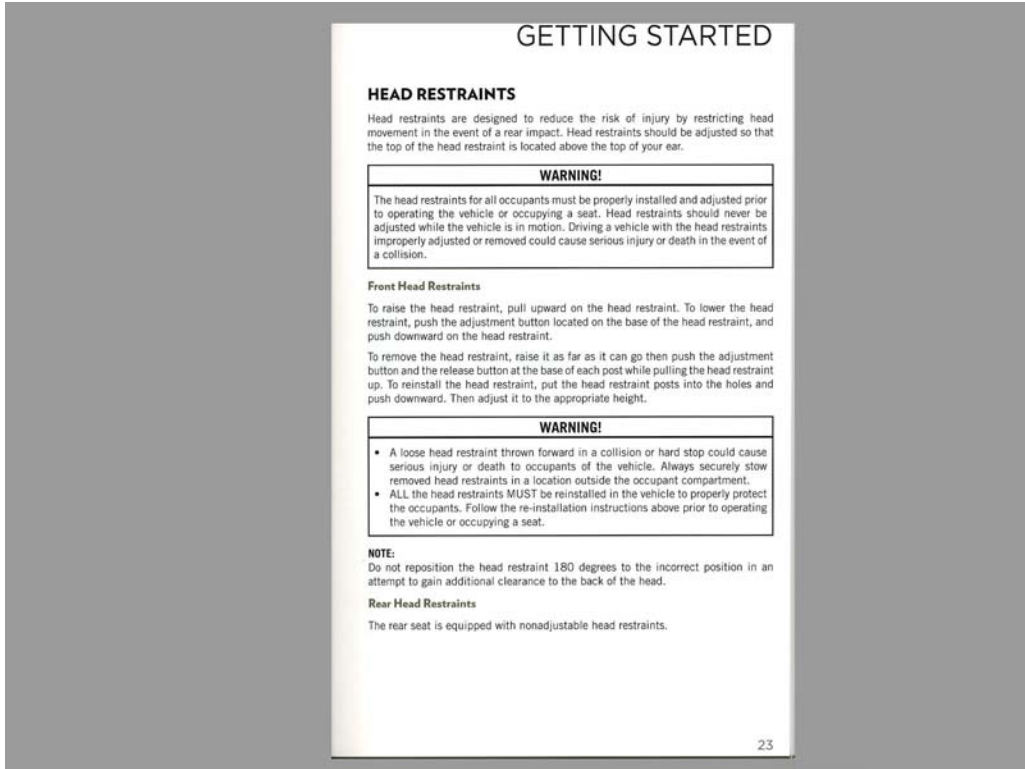 GETTING STARTED
HEAD RESTRAINTS
Head restraints are designed to reduce the risk of injury by restricting head
movement in the event of a rear impact. Head restraints should be adjusted so that
the top of the head restraint is located above the top of your ear.
WARNING!
The head restraints for all occupants must be properly installed and adjusted prior
to operating the vehicle or occupying a seat. Head restraints should never be
adjusted while the vehicle is in motion. Driving a vehicle with the head restraints
improperly adjusted or removed could cause serious injury or death in the event of
a collision.
Front Head Restraints
To raise the head restraint, pull upward on the head restraint. To lower the head
restraint, push the adjustment button located on the base of the head restraint, and
push downward on the head restraint.
To remove the head restraint, raise it as far as it can go then push the adjustment
button and the release button at the base of each post while pulling the head restraint
up. To reinstall the head restraint, put the head restraint posts into the holes and
push downward. Then adjust it to the appropriate height.
WARNING!
• A loose head restraint thrown forward in a collision or hard stop could cause
serious injury or death to occupants of the vehicle. Always securely stow
removed head restraints in a location outside the occupant compartment.
• ALL the head restraints MUST be reinstalled in the vehicle to properly protect
the occupants. Follow the re-installation instructions above prior to operating
the vehicle or occupying a seat.
NOTE:
Do not reposition the head restraint 180 degrees to the incorrect position in an
attempt to gain additional clearance to the back of the head.
Rear Head Restraints
The rear seat is equipped with nonadjustable head restraints.
23